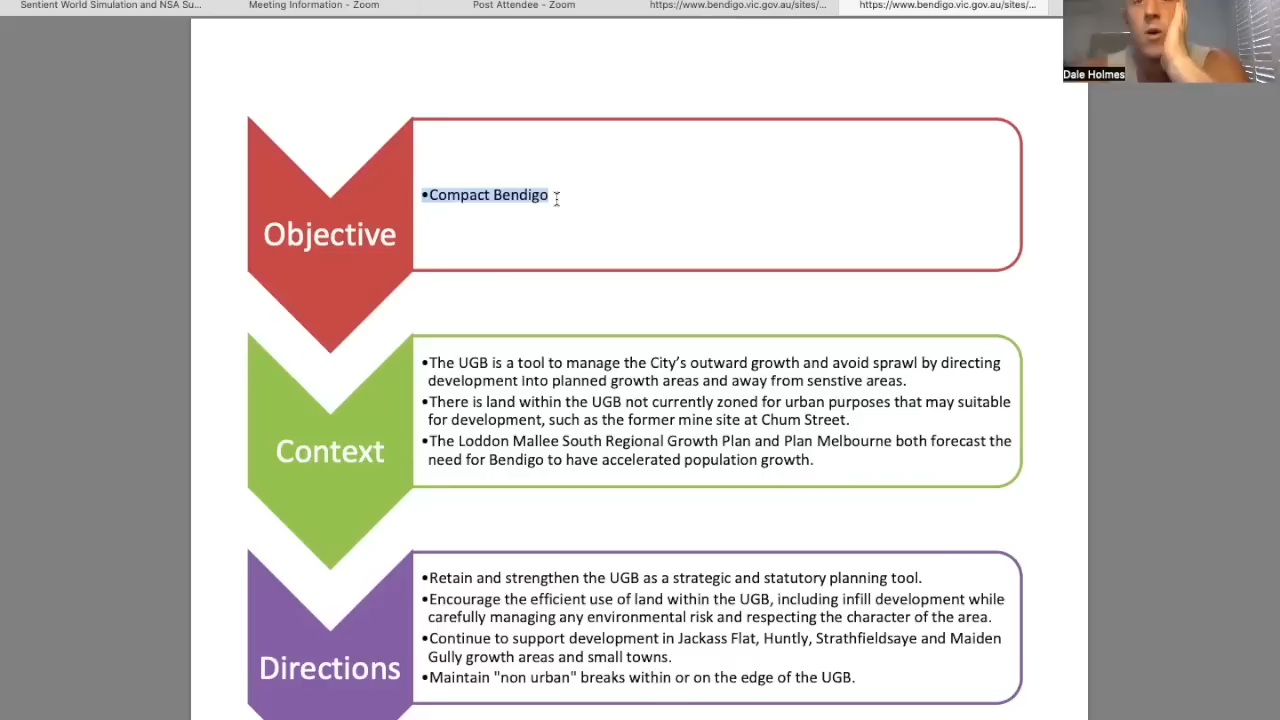 Sentient World Simulation and NSA Su...
Meeting Information - Zoom
Post Attendee - Zoom
https://www.bendigo.vic.gov.au/sites/...
https://www.bendigo.vic.gov.au/sites/...
Dale Holmes
Objective
•Compact Bendigo
Context
•The UGB is a tool to manage the City's outward growth and avoid sprawl by directing
development into planned growth areas and away from senstive areas.
•There is land within the UGB not currently zoned for urban purposes that may suitable
for development, such as the former mine site at Chum Street.
•The Loddon Mallee South Regional Growth Plan and Plan Melbourne both forecast the
need for Bendigo to have accelerated population growth.
Directions
•Retain and strengthen the UGB as a strategic and statutory planning tool.
•Encourage the efficient use of land within the UGB, including infill development while
carefully managing any environmental risk and respecting the character of the area.
•Continue to support development in Jackass Flat, Huntly, Strathfieldsaye and Maiden
Gully growth areas and small towns.
•Maintain "non urban" breaks within or on the edge of the UGB.